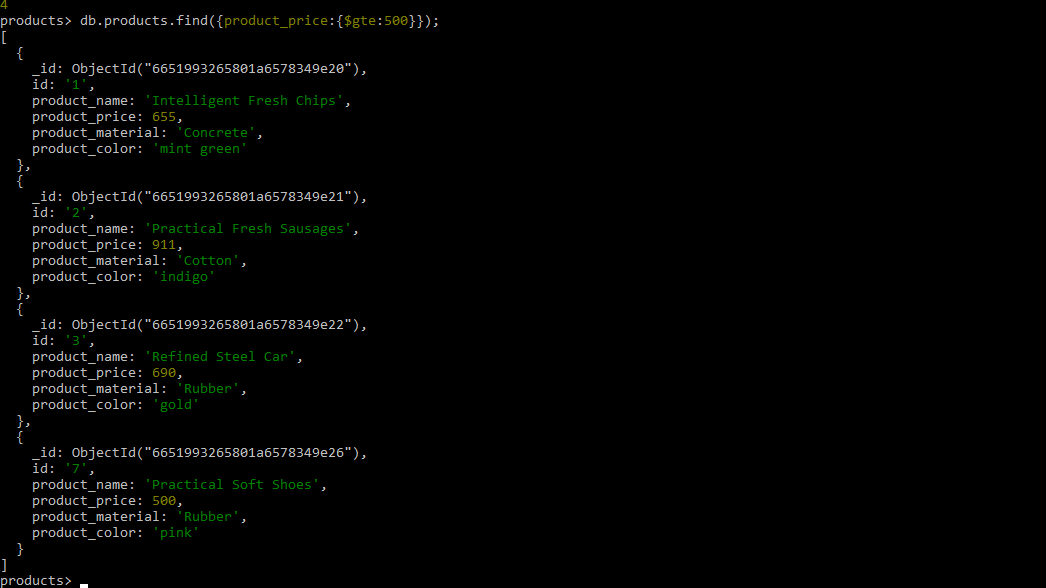 4
products> db.products.find({product_price:{$gte:500}});
[
  {
    _id: ObjectId("6651993265801a6578349e20"),
    id: '1',
    product_name: 'Intelligent Fresh Chips',
    product_price: 655,
    product_material: 'Concrete',
    product_color: 'mint green'
  },
  {
    _id: ObjectId("6651993265801a6578349e21"),
    id: '2',
    product_name: 'Practical Fresh Sausages',
    product_price: 911,
    product_material: 'Cotton',
    product_color: 'indigo'
  },
  {
    _id: ObjectId("6651993265801a6578349e22"),
    id: '3',
    product_name: 'Refined Steel Car',
    product_price: 690,
    product_material: 'Rubber',
    product_color: 'gold'
  },
  {
    _id: ObjectId("6651993265801a6578349e26"),
    id: '7',
    product_name: 'Practical Soft Shoes',
    product_price: 500,
    product_material: 'Rubber',
    product_color: 'pink'
  }
]
products>